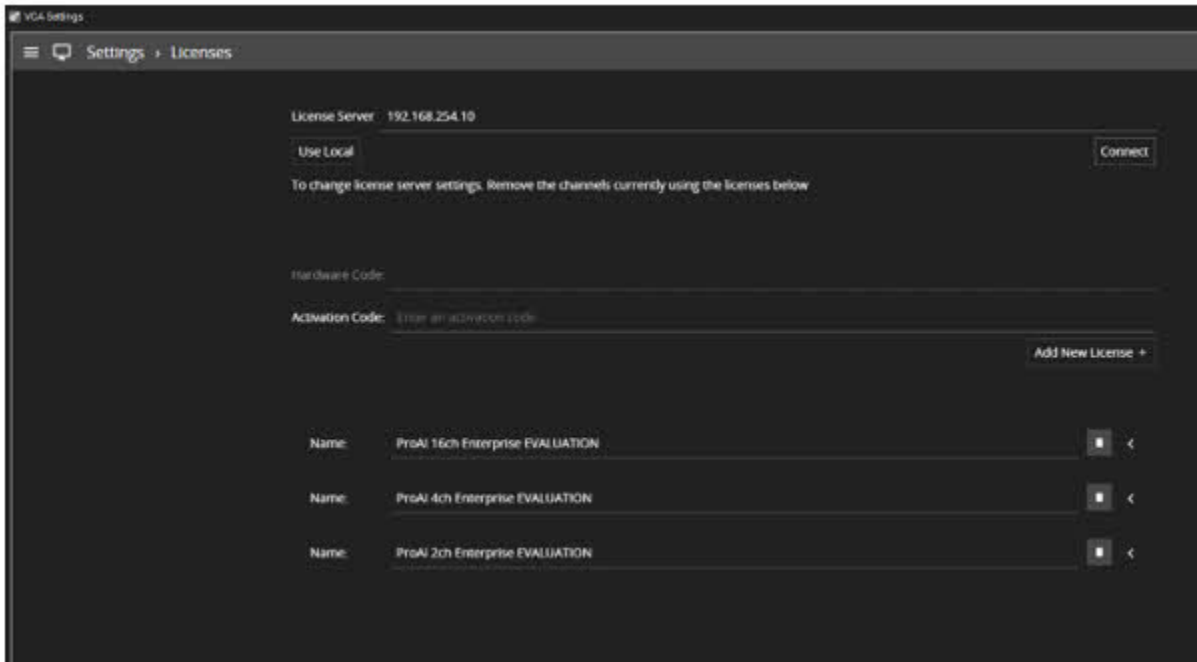 VCA Settings
Settings › Licenses
License Server 192.168.254.10
Use Local Connect
To change license server settings. Remove the channels currently using the licenses below
Hardware Code:
Activation Code: Enter an activation code
Add New License +
Name: ProAI 16ch Enterprise EVALUATION
Name: ProAI 4ch Enterprise EVALUATION
Name: ProAI 2ch Enterprise EVALUATION